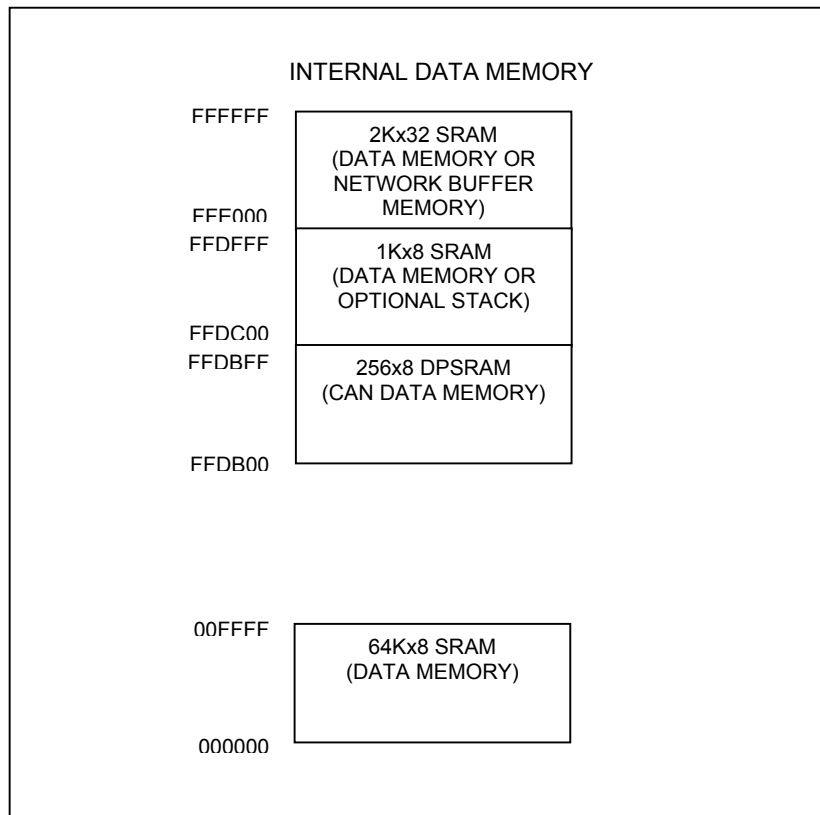 INTERNAL DATA MEMORY
FFFFFF
2Kx32 SRAM
(DATA MEMORY OR
NETWORK BUFFER
MEMORY)
FFE000
FFDFFF
1Kx8 SRAM
(DATA MEMORY OR
OPTIONAL STACK)
FFDC00
FFDBFF
256x8 DPSRAM
(CAN DATA MEMORY)
FFDB00
00FFFF
64Kx8 SRAM
(DATA MEMORY)
000000